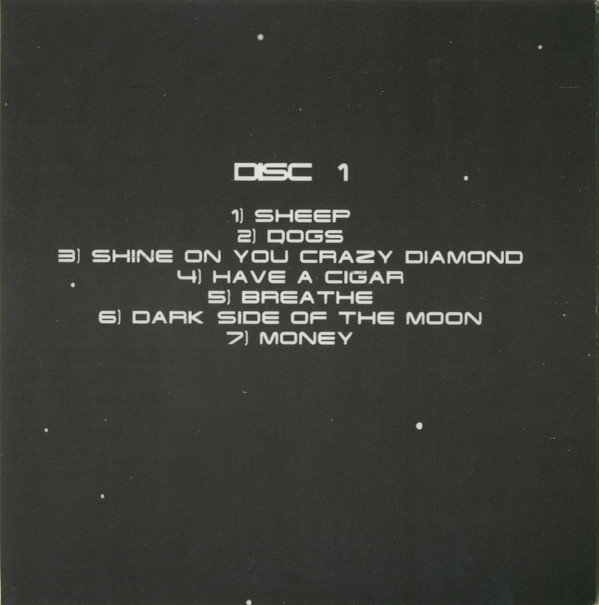 DISC 1
1) SHEEP
2) DOGS
3) SHINE ON YOU CRAZY DIAMOND
4) HAVE A CIGAR
5) BREATHE
6) DARK SIDE OF THE MOON
7) MONEY